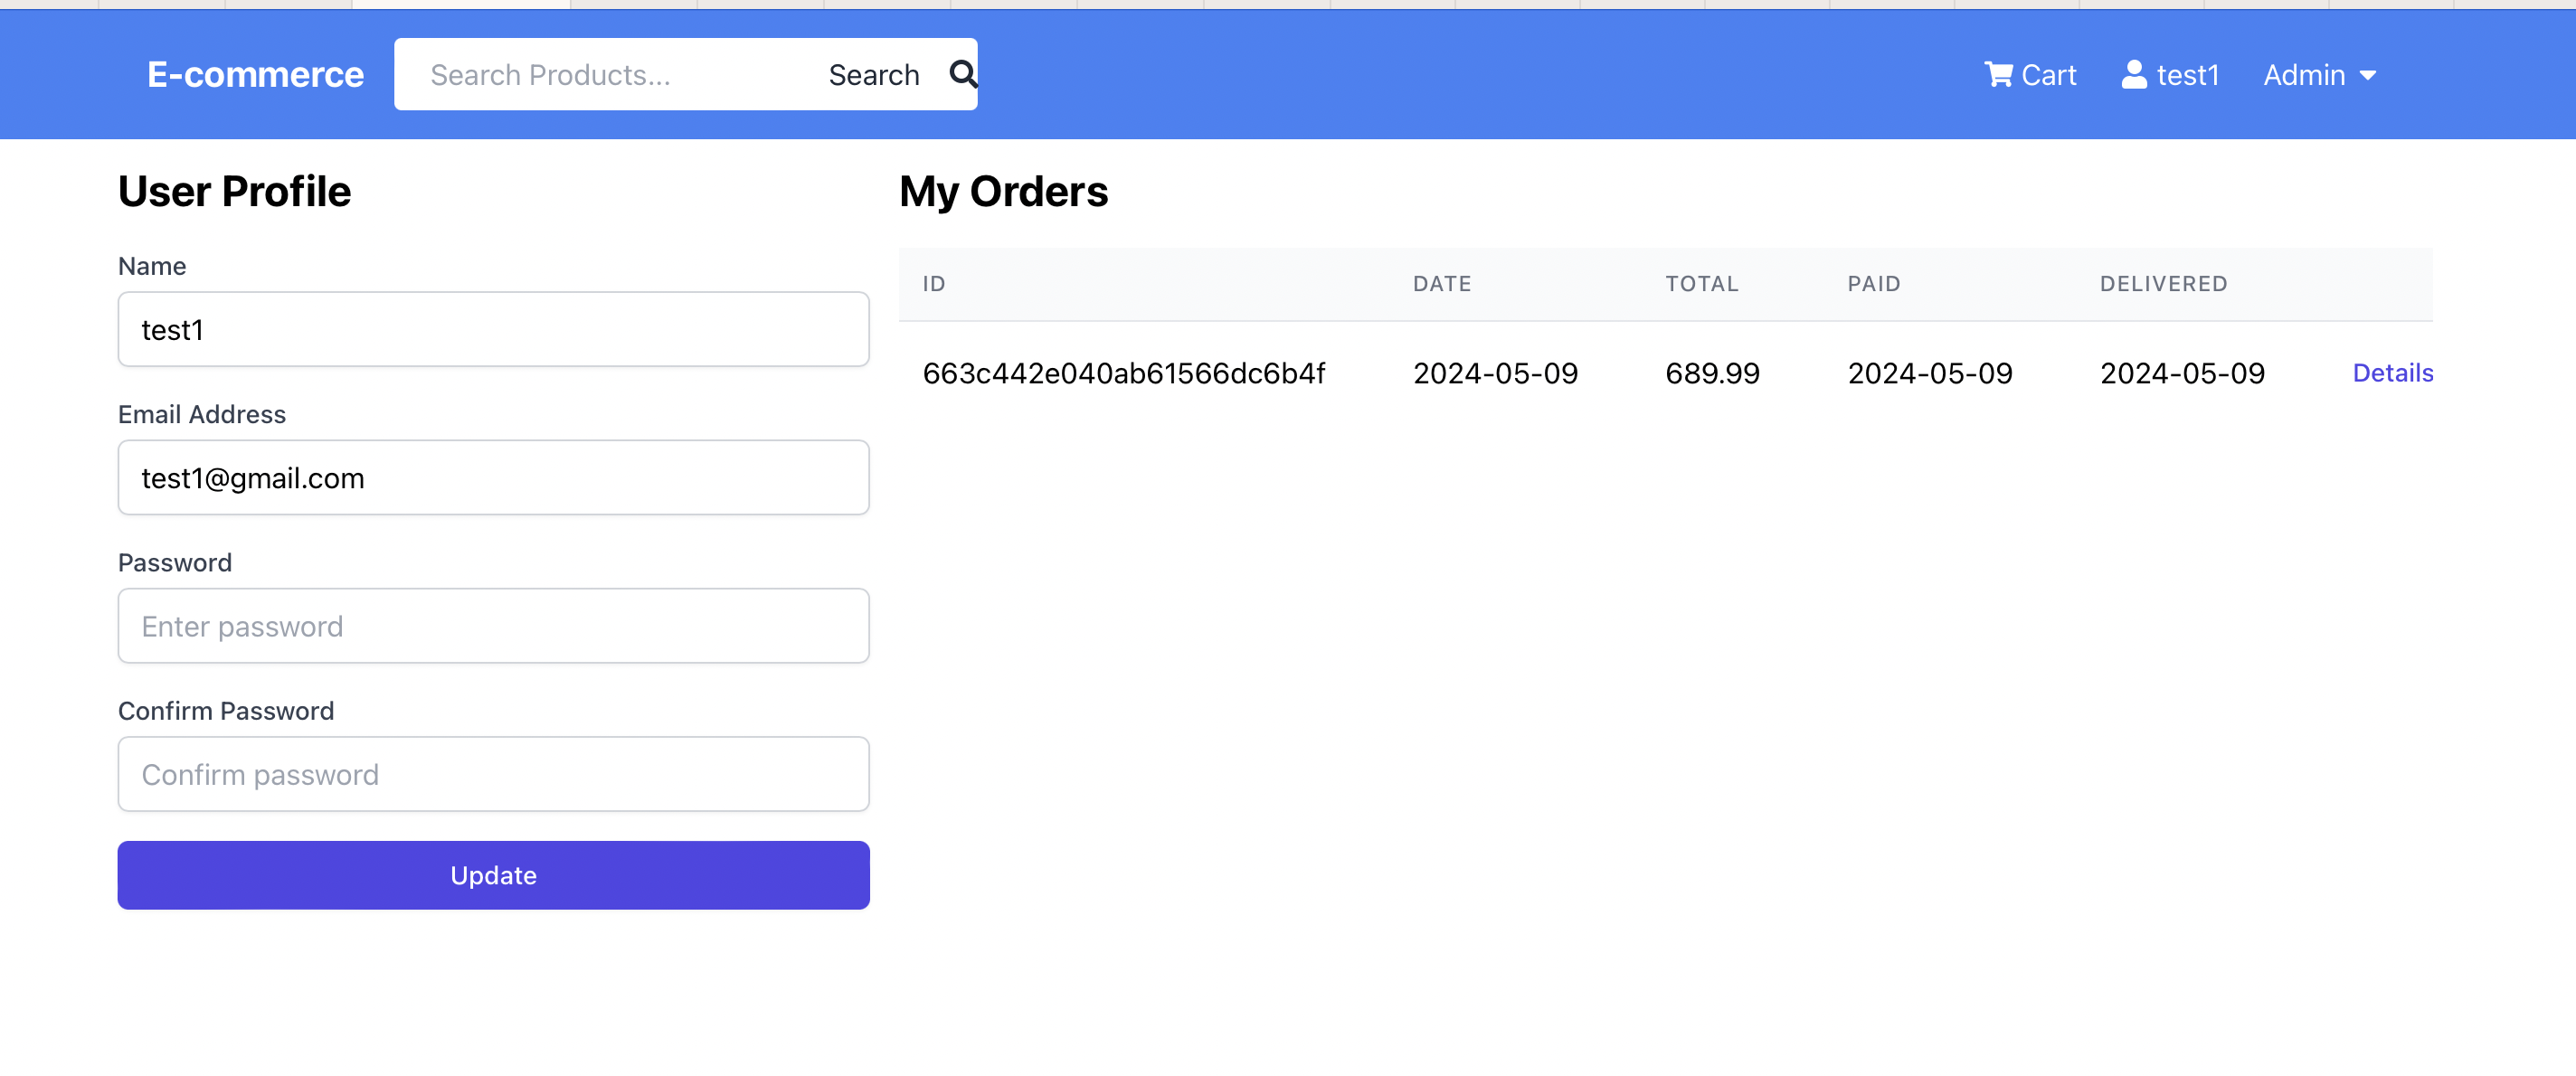 E-commerce Search Products... Search Cart test1 Admin
User Profile
Name
test1
Email Address
test1@gmail.com
Password
Enter password
Confirm Password
Confirm password
Update
My Orders
ID DATE TOTAL PAID DELIVERED
663c442e040ab61566dc6b4f 2024-05-09 689.99 2024-05-09 2024-05-09 Details